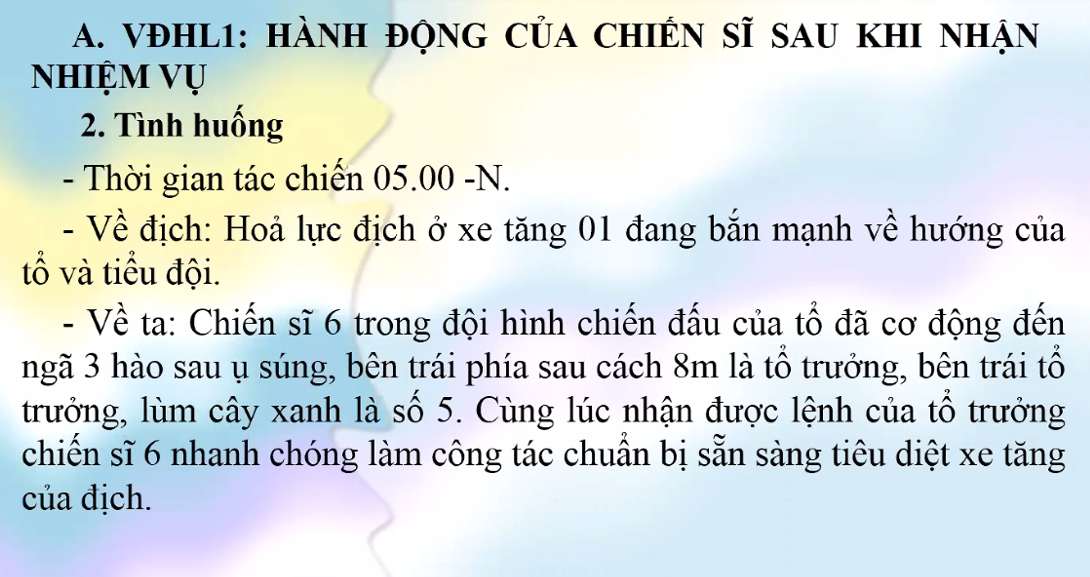 A. VĐHL1: HÀNH ĐỘNG CỦA CHIẾN SĨ SAU KHI NHẬN
NHIỆM VỤ
2. Tình huống
- Thời gian tác chiến 05.00 -N.
- Về địch: Hoả lực địch ở xe tăng 01 đang bắn mạnh về hướng của
tổ và tiểu đội.
- Về ta: Chiến sĩ 6 trong đội hình chiến đấu của tổ đã cơ động đến
ngã 3 hào sau ụ súng, bên trái phía sau cách 8m là tổ trưởng, bên trái tổ
trưởng, lùm cây xanh là số 5. Cùng lúc nhận được lệnh của tổ trưởng
chiến sĩ 6 nhanh chóng làm công tác chuẩn bị sẵn sàng tiêu diệt xe tăng
của địch.